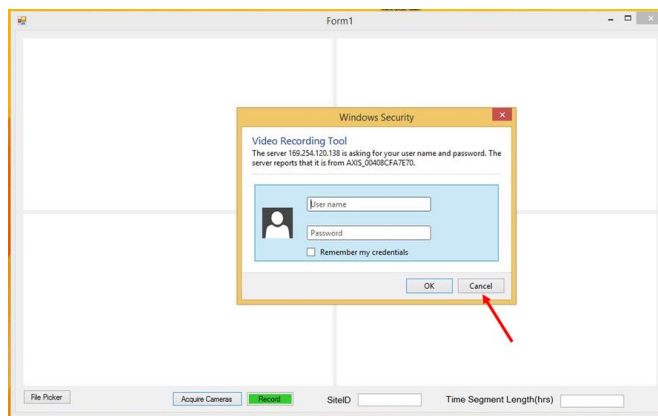 Form1
Windows Security
Video Recording Tool
The server 169.254.120.138 is asking for your user name and password. The
server reports that it is from AXIS_00408CFA7E70.
User name
Password
Remember my credentials
OK Cancel
File Picker Acquire Cameras Record SiteID Time Segment Length(hrs)